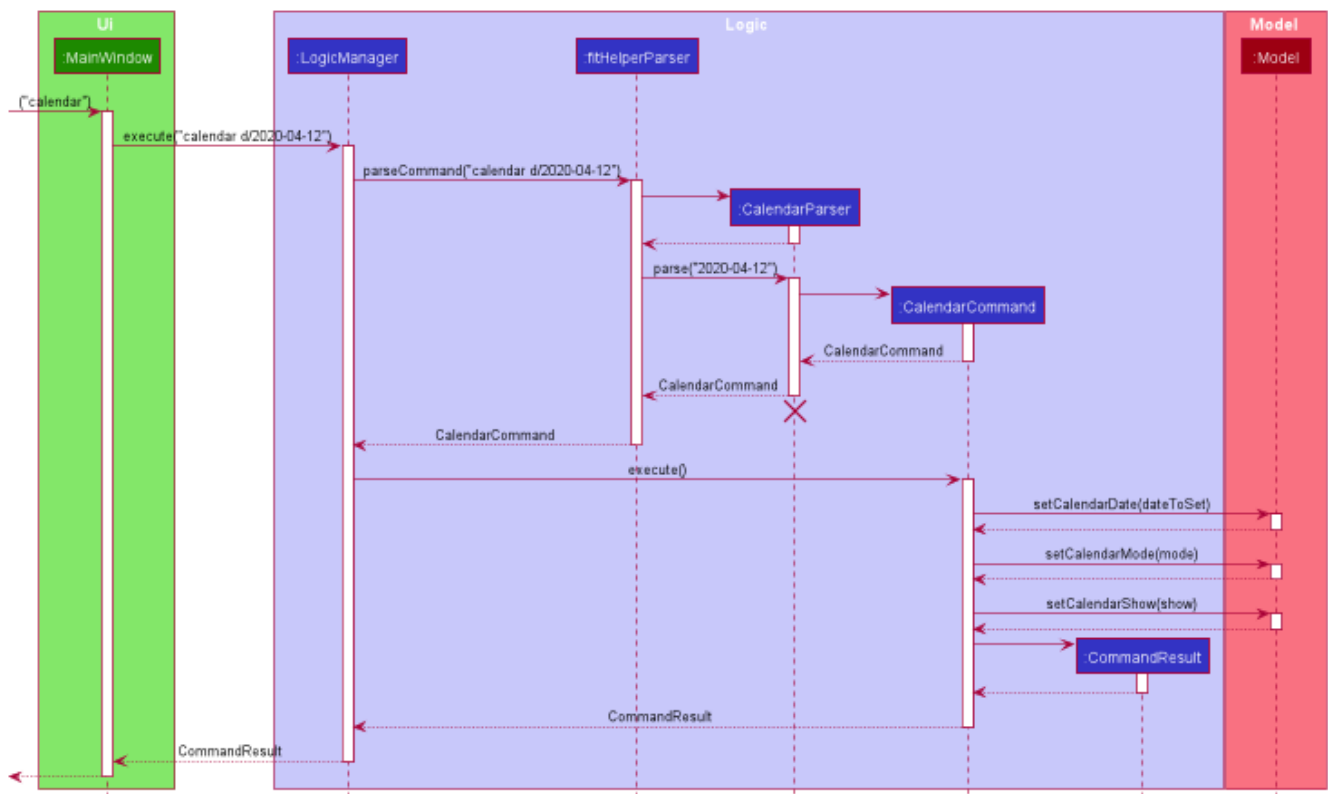 Ui
Logic
Model
:MainWindow
:LogicManager
:fitHelperParser
:Model
("calendar")
execute("calendar d/2020-04-12")
parseCommand("calendar d/2020-04-12")
:CalendarParser
parse("2020-04-12")
:CalendarCommand
CalendarCommand
CalendarCommand
CalendarCommand
execute()
setCalendarDate(dateToSet)
setCalendarMode(mode)
setCalendarShow(show)
:CommandResult
CommandResult
CommandResult